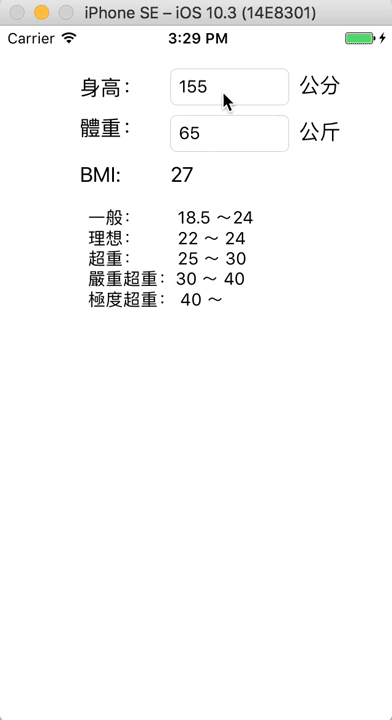 iPhone SE – iOS 10.3 (14E8301)
Carrier 3:29 PM
身高： 155 公分
體重： 65 公斤
BMI: 27
一般： 18.5 ～24
理想： 22 ～ 24
超重： 25 ～ 30
嚴重超重： 30 ～ 40
極度超重： 40 ～